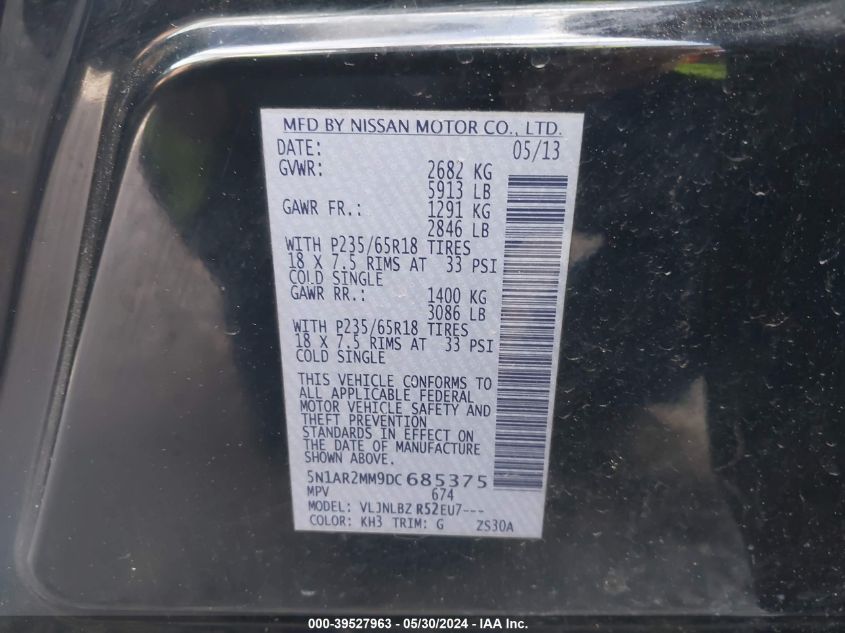 MFD BY NISSAN MOTOR CO., LTD.
DATE: 05/13
GVWR: 2682 KG
5913 LB
GAWR FR.: 1291 KG
2846 LB
WITH P235/65R18 TIRES
18 X 7.5 RIMS AT 33 PSI
COLD SINGLE
GAWR RR.: 1400 KG
3086 LB
WITH P235/65R18 TIRES
18 X 7.5 RIMS AT 33 PSI
COLD SINGLE
THIS VEHICLE CONFORMS TO
ALL APPLICABLE FEDERAL
MOTOR VEHICLE SAFETY AND
THEFT PREVENTION
STANDARDS IN EFFECT ON
THE DATE OF MANUFACTURE
SHOWN ABOVE.
5N1AR2MM9DC 685375
MPV 674
MODEL: VLJNLBZ R52EU7---
COLOR: KH3 TRIM: G ZS30A
000-39527963 - 05/30/2024 - IAA Inc.